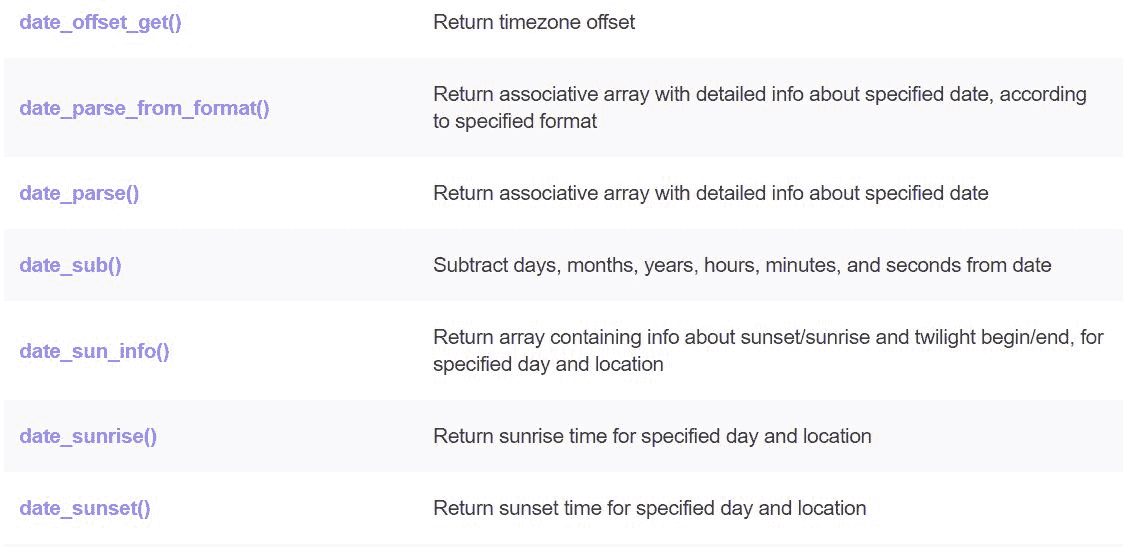 date_offset_get() Return timezone offset
date_parse_from_format() Return associative array with detailed info about specified date, according
to specified format
date_parse() Return associative array with detailed info about specified date
date_sub() Subtract days, months, years, hours, minutes, and seconds from date
date_sun_info() Return array containing info about sunset/sunrise and twilight begin/end, for
specified day and location
date_sunrise() Return sunrise time for specified day and location
date_sunset() Return sunset time for specified day and location